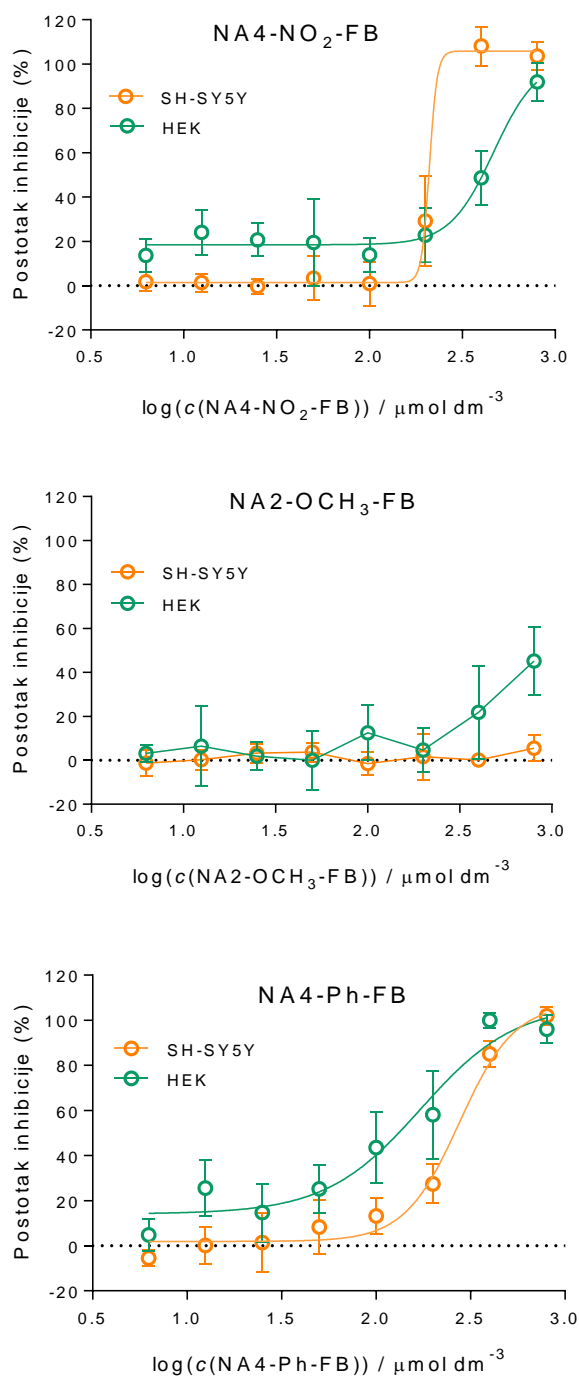 NA4-NO₂-FB
Postotak inhibicije (%)
120
100
80
60
40
20
0
-20
SH-SY5Y
HEK
0.5 1.0 1.5 2.0 2.5 3.0
log(c(NA4-NO₂-FB)) / μmol dm⁻³
NA2-OCH₃-FB
Postotak inhibicije (%)
120
100
80
60
40
20
0
-20
SH-SY5Y
HEK
0.5 1.0 1.5 2.0 2.5 3.0
log(c(NA2-OCH₃-FB)) / μmol dm⁻³
NA4-Ph-FB
Postotak inhibicije (%)
120
100
80
60
40
20
0
-20
SH-SY5Y
HEK
0.5 1.0 1.5 2.0 2.5 3.0
log(c(NA4-Ph-FB)) / μmol dm⁻³